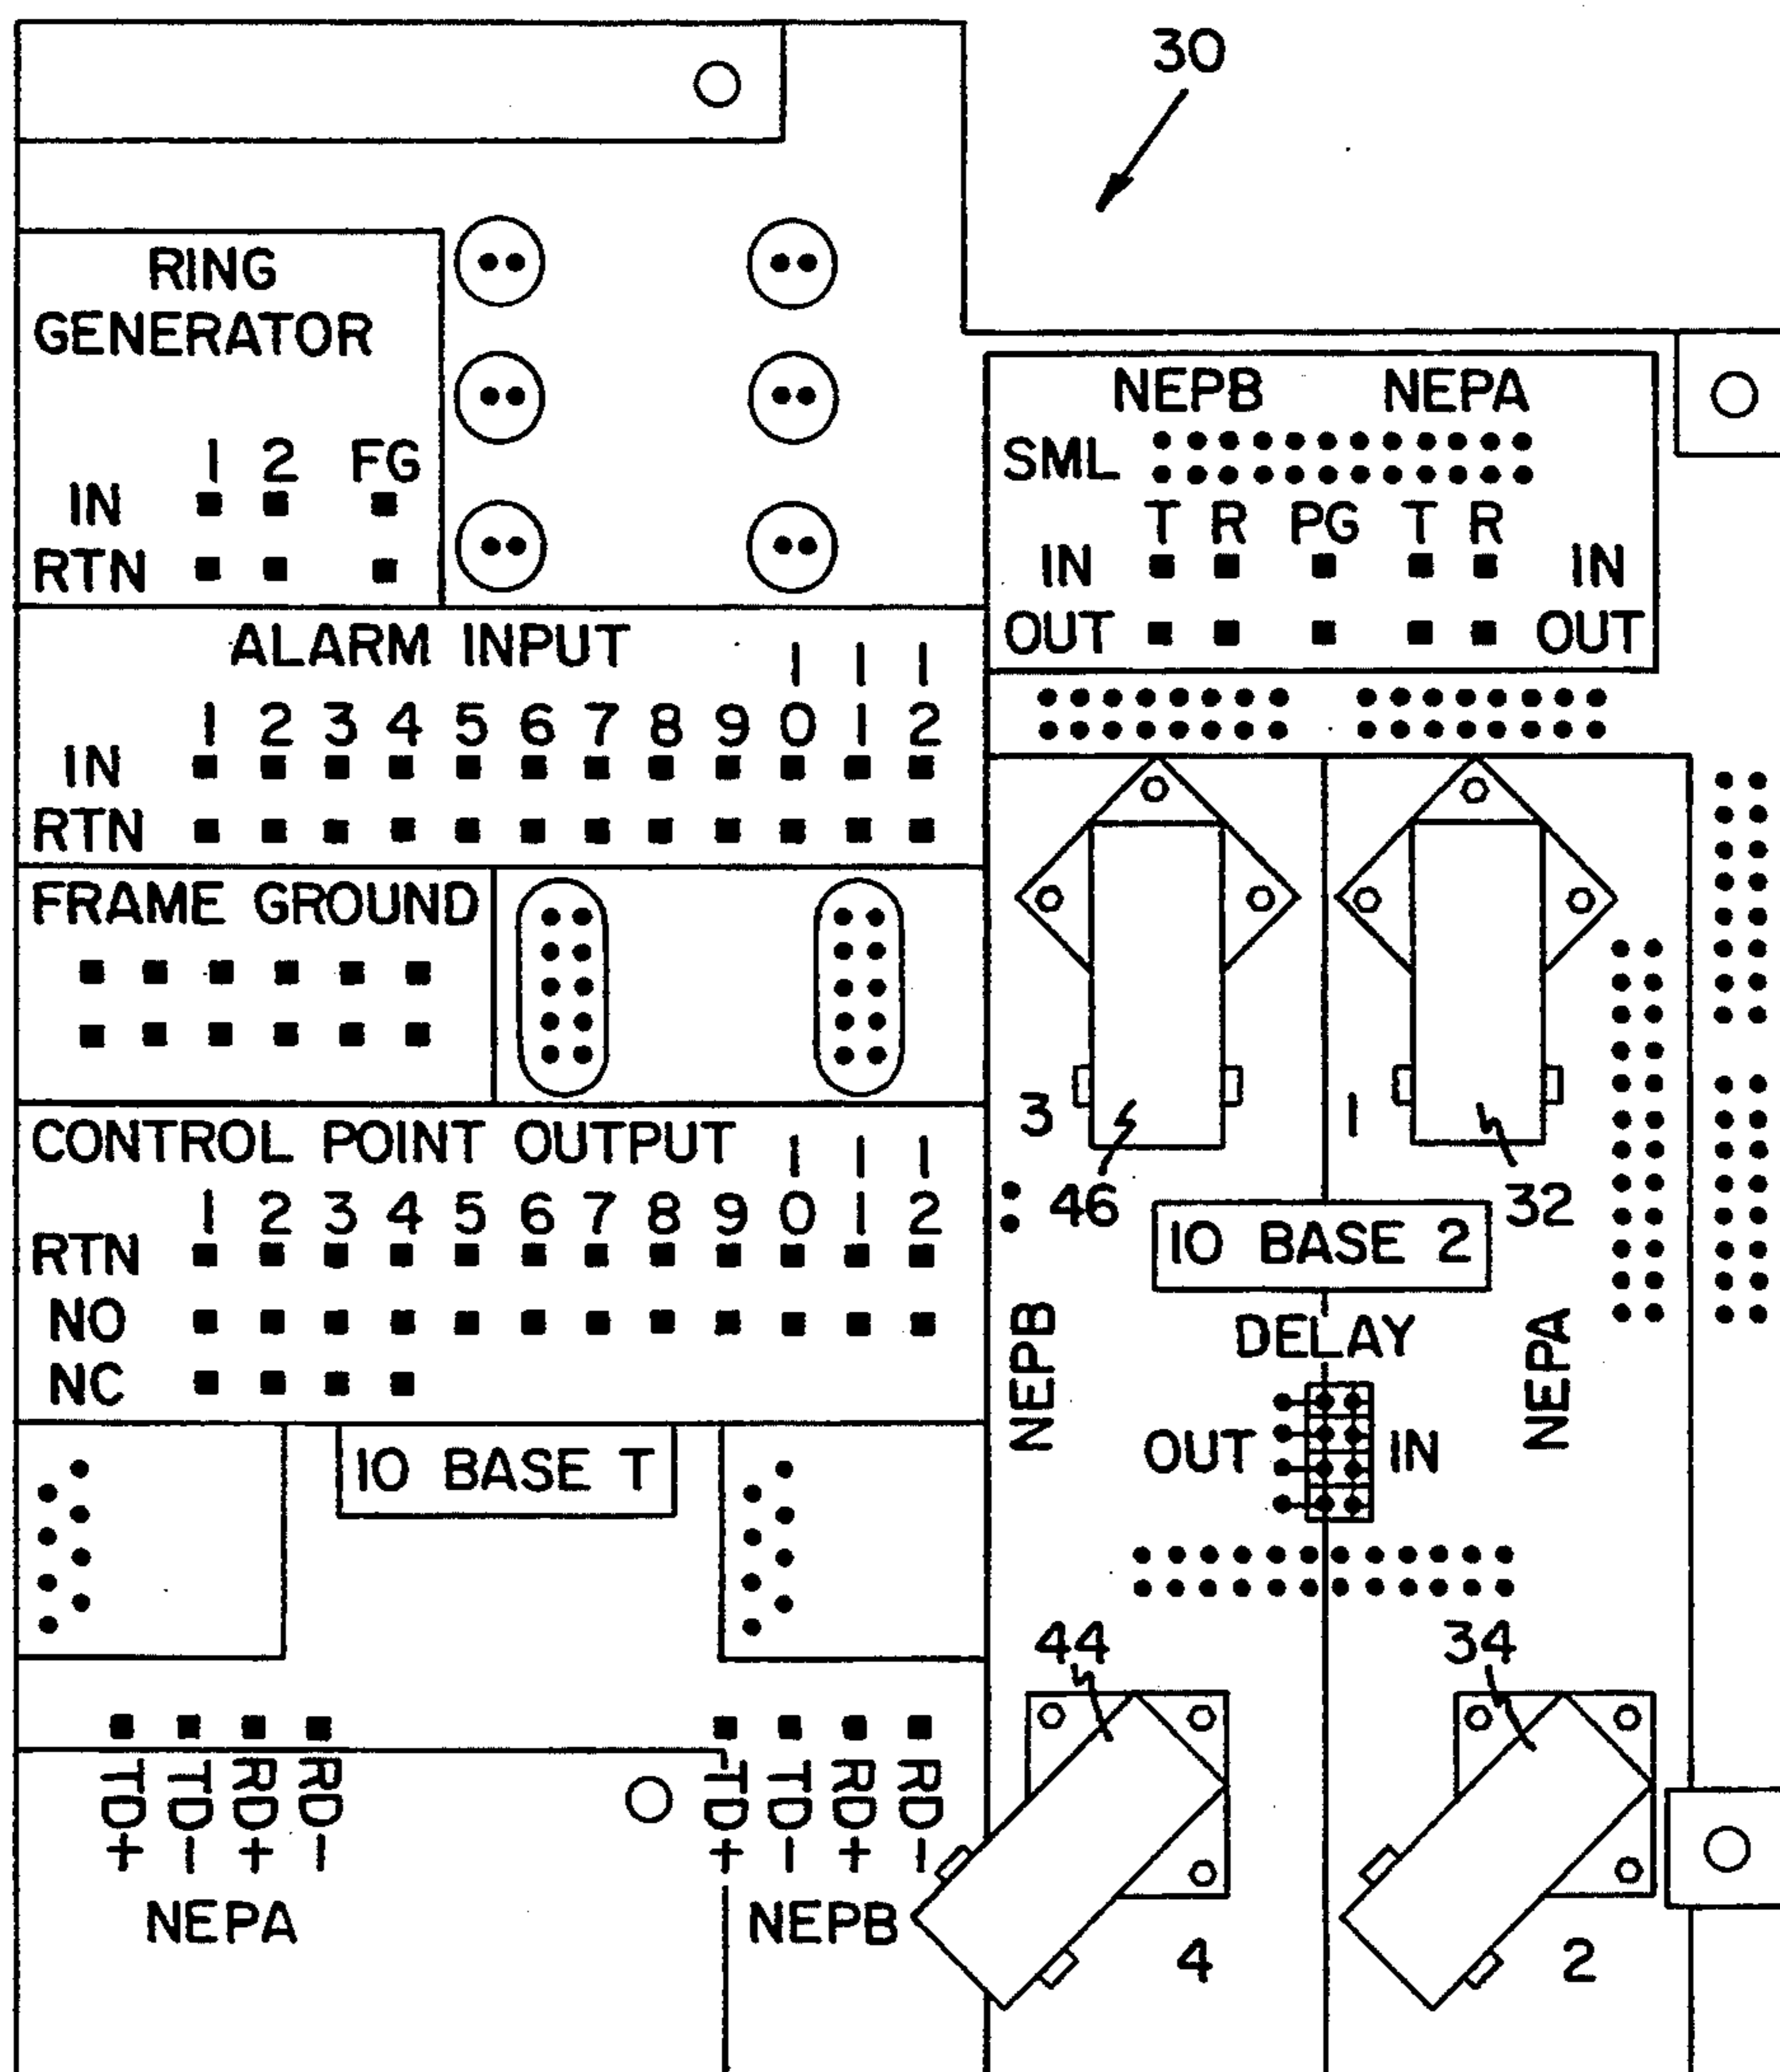 30
RING
GENERATOR
1 2 FG
IN
RTN
NEPB NEPA
SML
T R PG T R
IN IN
OUT OUT
ALARM INPUT
1 2 3 4 5 6 7 8 9 10 11 12
IN
RTN
FRAME GROUND
CONTROL POINT OUTPUT
1 2 3 4 5 6 7 8 9 10 11 12
RTN
NO
NC
3 1
46 32
10 BASE 2
DELAY
NEPB
NEPA
OUT IN
10 BASE T
44 34
TD+ TD- RD+ RD-
TD+ TD- RD+ RD-
NEPA NEPB
4 2